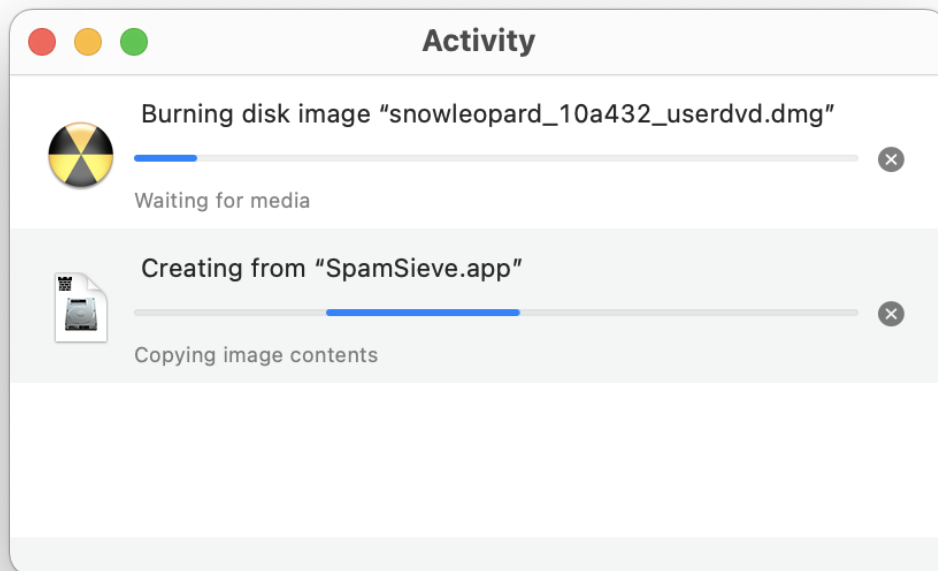 Activity
Burning disk image “snowleopard_10a432_userdvd.dmg”
Waiting for media
Creating from “SpamSieve.app”
Copying image contents